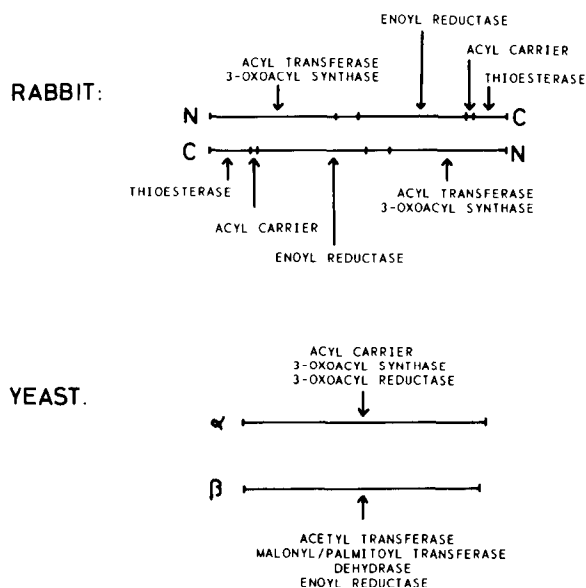 ENOYL REDUCTASE
ACYL CARRIER
ACYL TRANSFERASE
3-OXOACYL SYNTHASE
THIOESTERASE
RABBIT:
N C
C N
THIOESTERASE
ACYL TRANSFERASE
3-OXOACYL SYNTHASE
ACYL CARRIER
ENOYL REDUCTASE
ACYL CARRIER
3-OXOACYL SYNTHASE
3-OXOACYL REDUCTASE
YEAST.
α
β
ACETYL TRANSFERASE
MALONYL/PALMITOYL TRANSFERASE
DEHYDRASE
ENOYL REDUCTASE